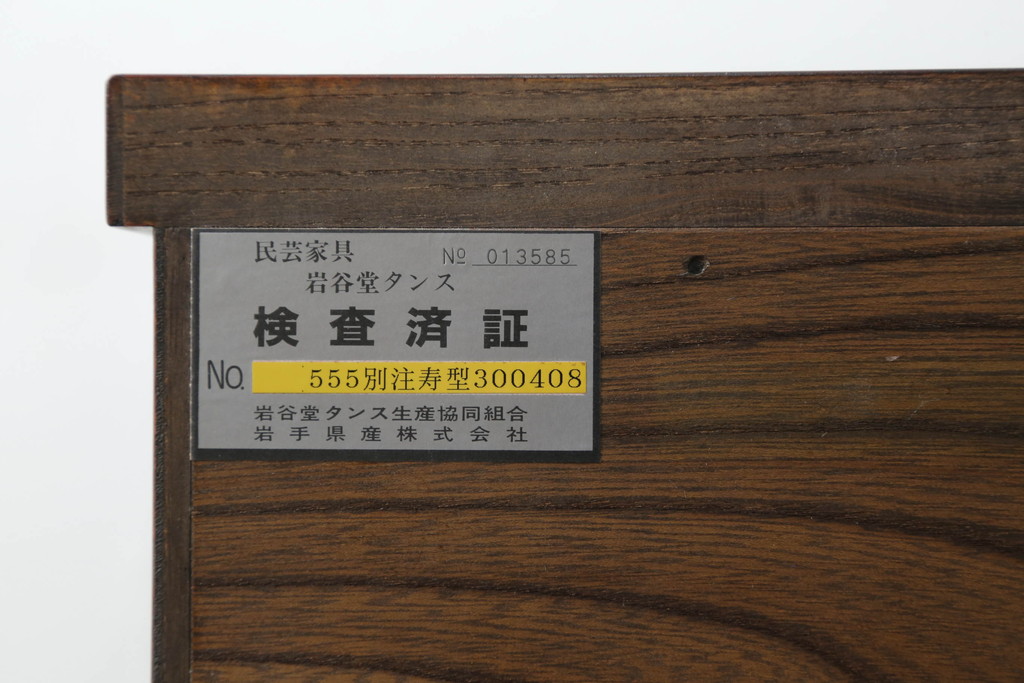 民芸家具 № 013585
岩谷堂タンス
検査済証
No. 555別注寿型300408
岩谷堂タンス生産協同組合
岩手県産株式会社